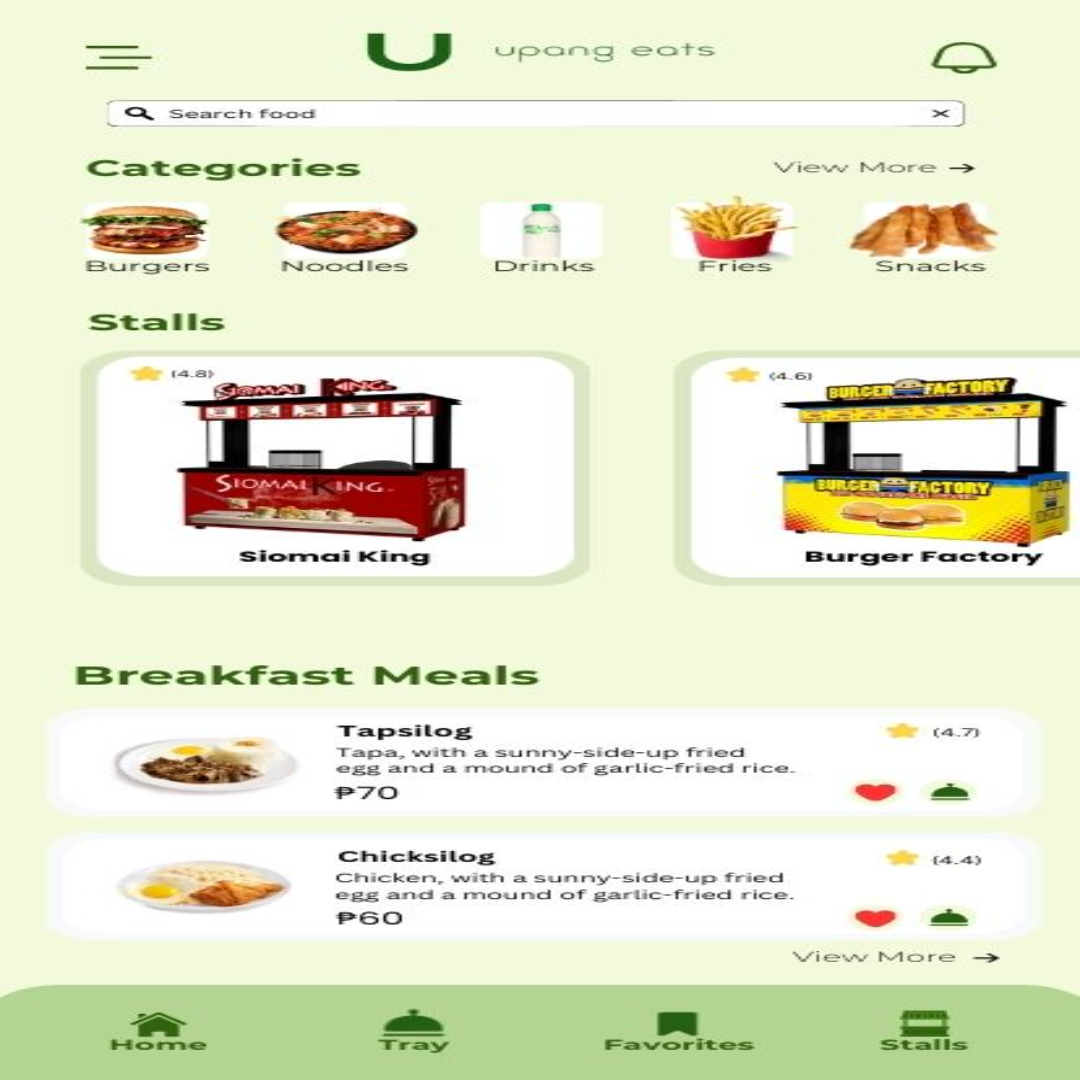 U upang eats
Search food ×
Categories
View More →
Burgers Noodles Drinks Fries Snacks
Stalls
(4.8)
SIOMAI KING
SIOMAI KING
Siomai King
(4.6)
BURGER FACTORY
BURGER FACTORY
Burger Factory
Breakfast Meals
Tapsilog
(4.7)
Tapa, with a sunny-side-up fried
egg and a mound of garlic-fried rice.
₱70
Chicksilog
(4.4)
Chicken, with a sunny-side-up fried
egg and a mound of garlic-fried rice.
₱60
View More →
Home Tray Favorites Stalls